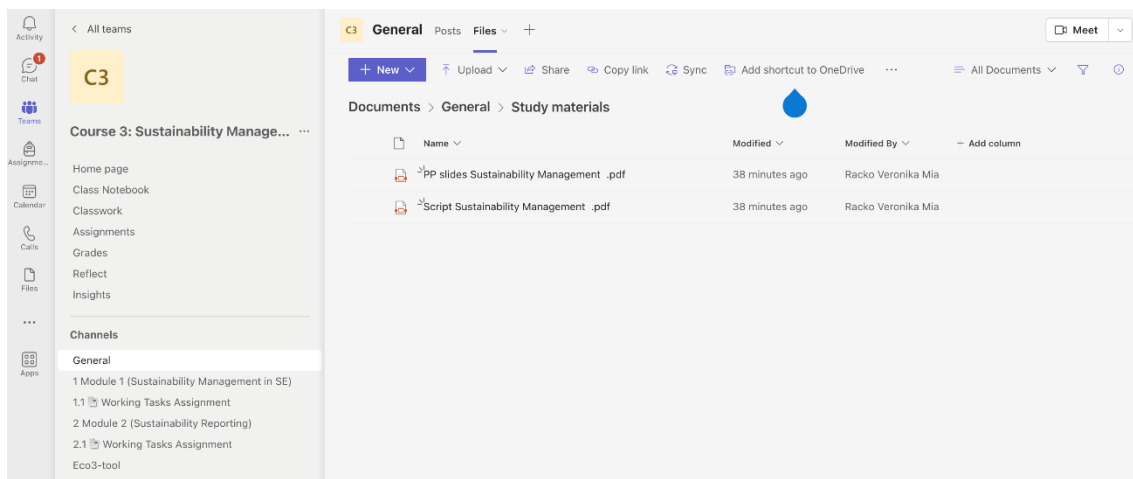 Activity
Chat
1
Teams
Assignme...
Calendar
Calls
Files
Apps
All teams
C3
Course 3: Sustainability Manage...
Home page
Class Notebook
Classwork
Assignments
Grades
Reflect
Insights
Channels
General
1 Module 1 (Sustainability Management in SE)
1.1 Working Tasks Assignment
2 Module 2 (Sustainability Reporting)
2.1 Working Tasks Assignment
Eco3-tool
C3 General Posts Files
Meet
New Upload Share Copy link Sync Add shortcut to OneDrive ... All Documents
Documents > General > Study materials
Name Modified Modified By + Add column
PP slides Sustainability Management .pdf 38 minutes ago Racko Veronika Mia
Script Sustainability Management .pdf 38 minutes ago Racko Veronika Mia